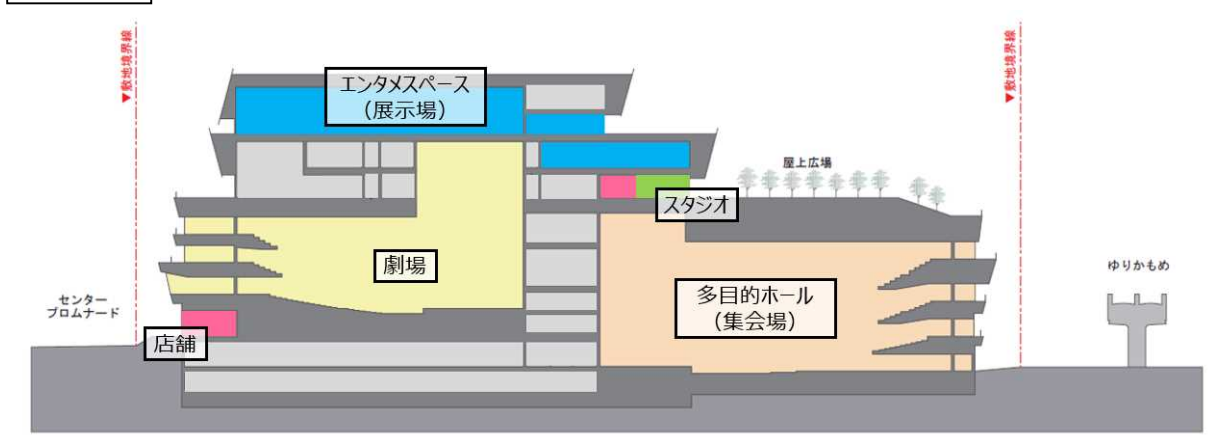 ▼敷地境界線
▼敷地境界線
エンタメスペース
（展示場）
屋上広場
スタジオ
劇場
ゆりかもめ
多目的ホール
（集会場）
センター
プロムナード
店舗